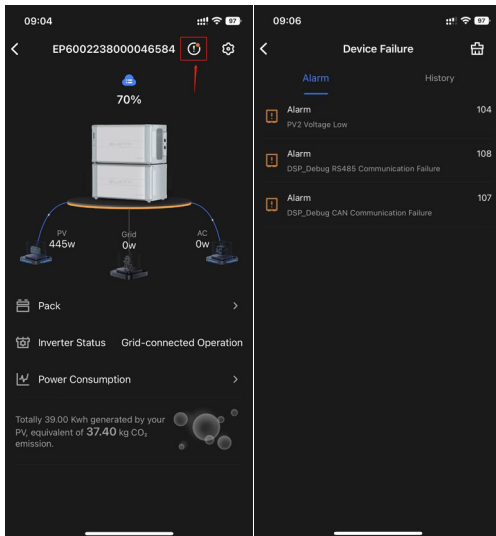 09:04
97
EP6002238000046584
70%
PV
445w
Grid
0w
AC
0w
Pack
Inverter Status Grid-connected Operation
Power Consumption
Totally 39.00 Kwh generated by your
PV, equivalent of 37.40 kg CO₂
emission.
09:06
97
Device Failure
Alarm History
Alarm 104
PV2 Voltage Low
Alarm 108
DSP_Debug RS485 Communication Failure
Alarm 107
DSP_Debug CAN Communication Failure